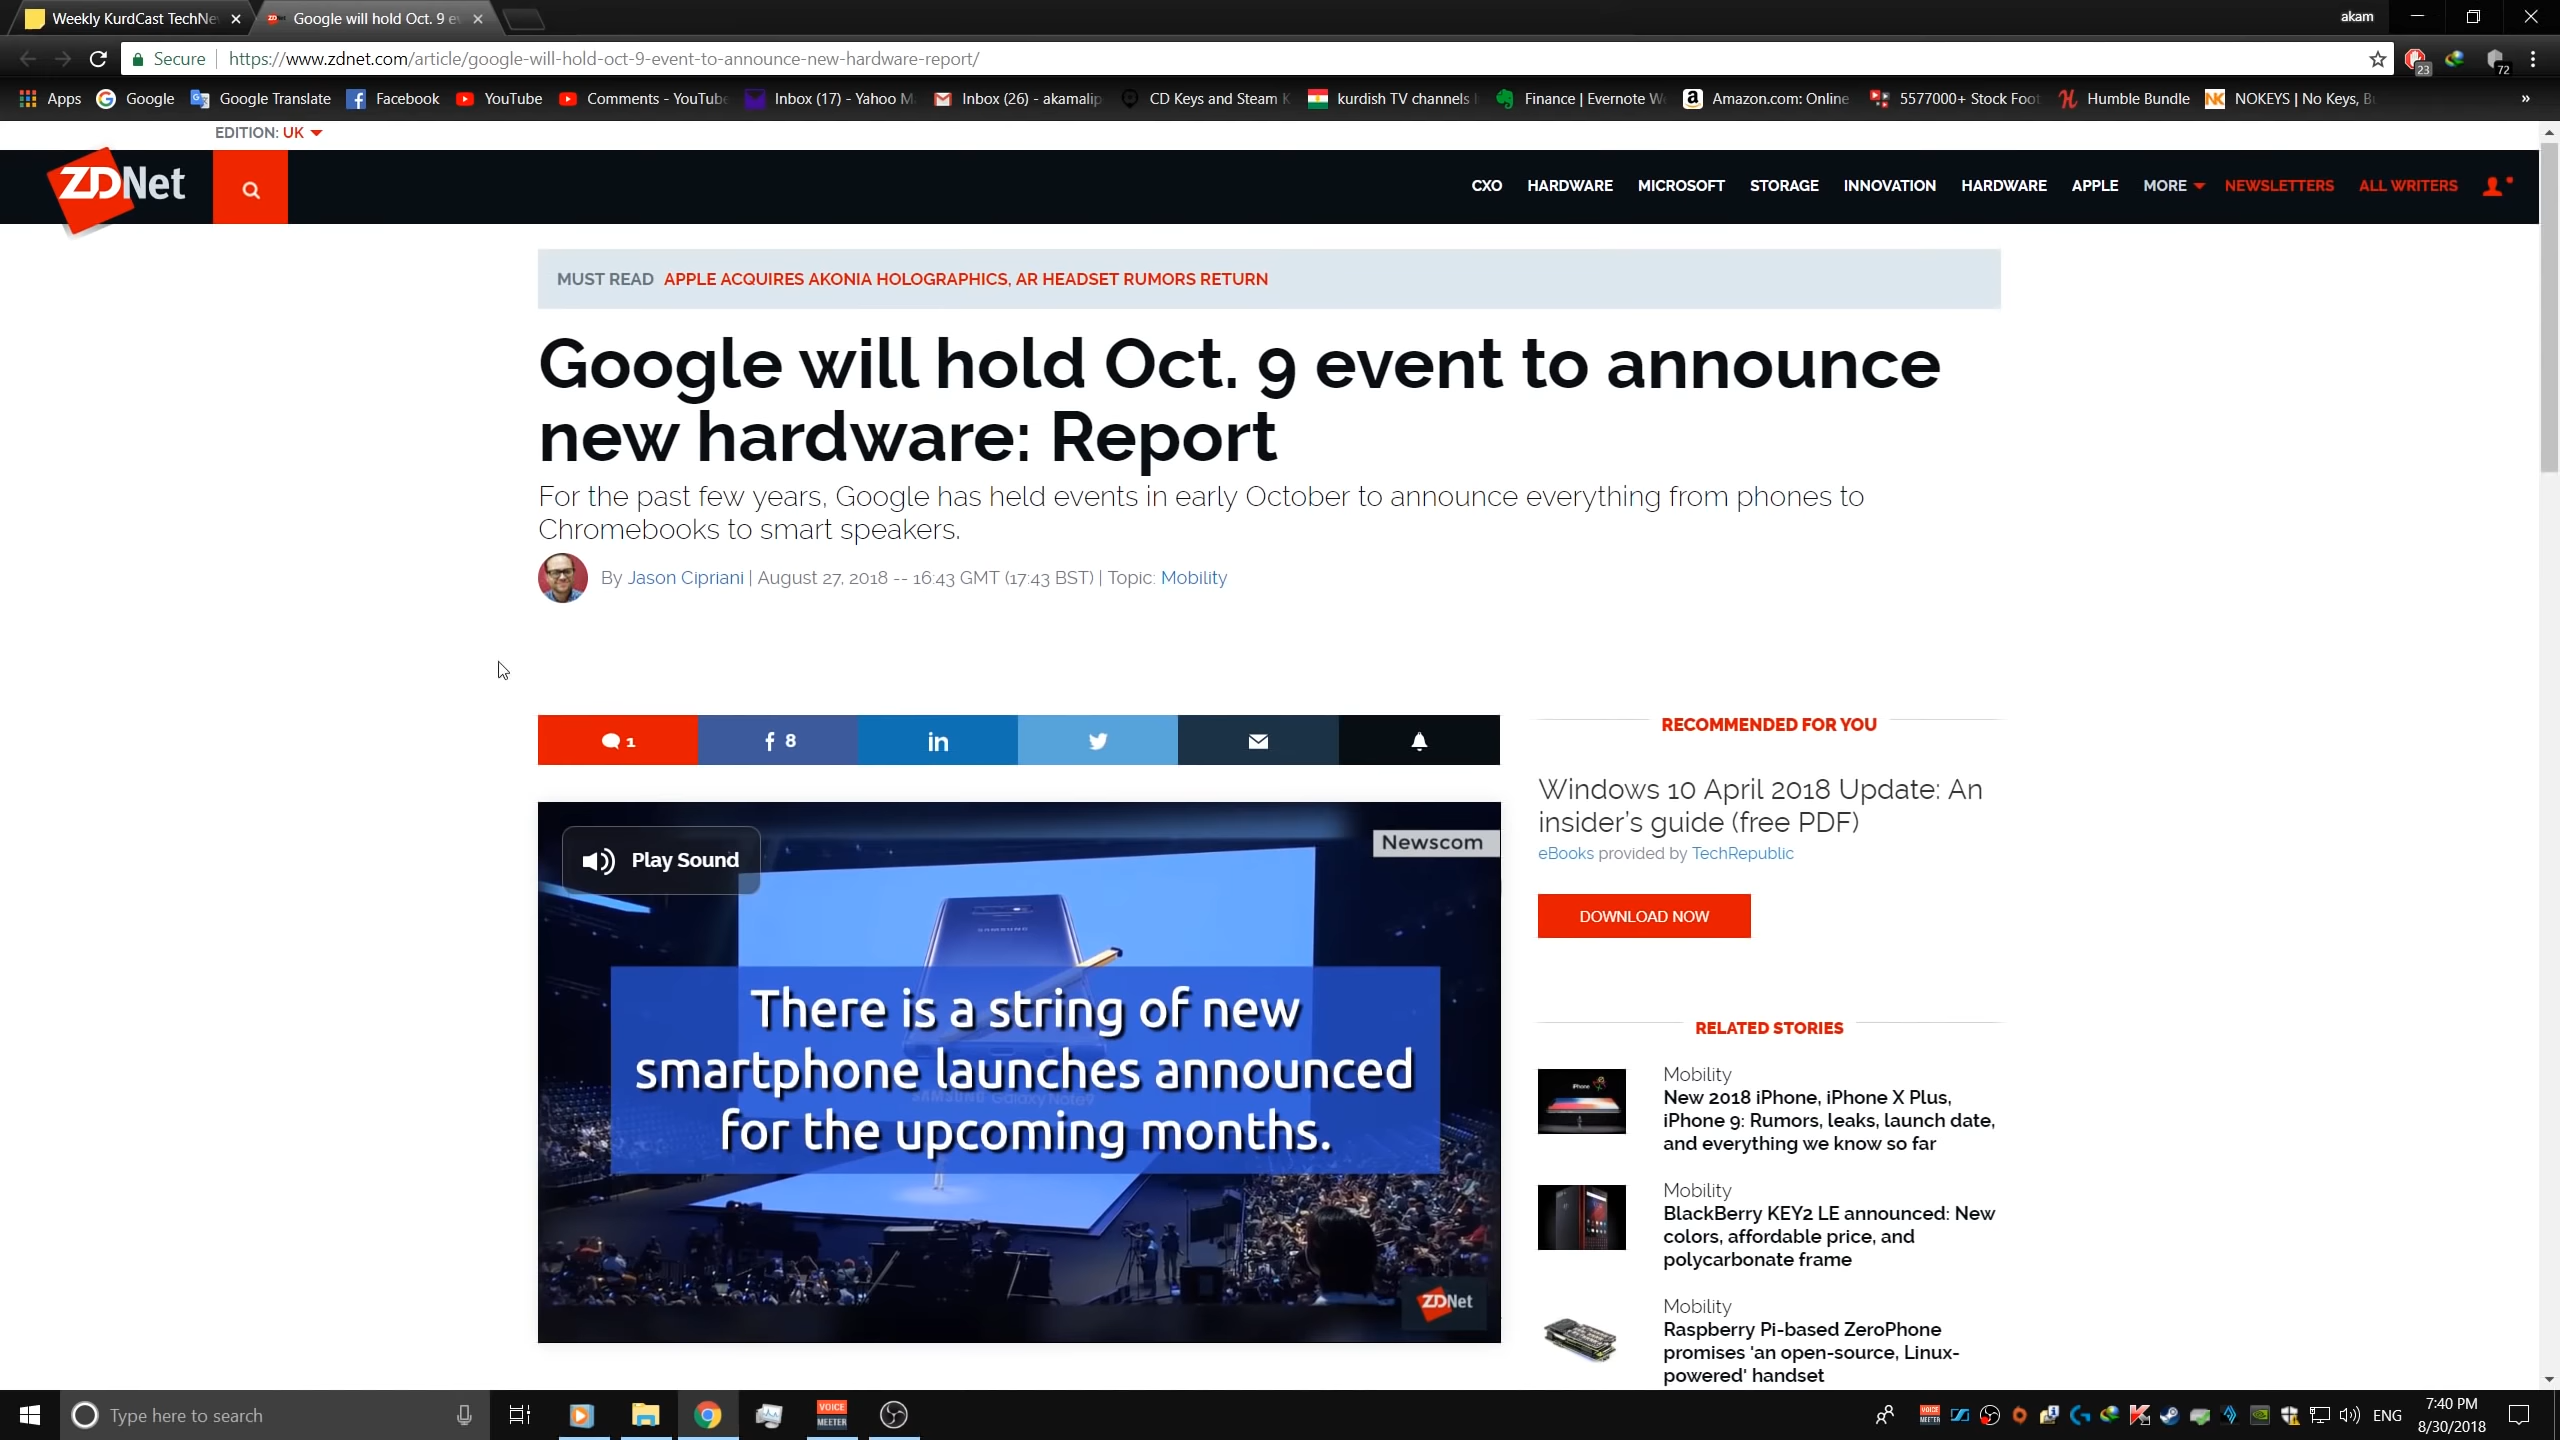 Weekly KurdCast TechNe
Google will hold Oct. 9 e
akam
Secure
https://www.zdnet.com/article/google-will-hold-oct-9-event-to-announce-new-hardware-report/
23
72
Apps
Google
Google Translate
Facebook
YouTube
Comments - YouTube
Inbox (17) - Yahoo M
Inbox (26) - akamalip
CD Keys and Steam K
kurdish TV channels
Finance | Evernote W
Amazon.com: Online
5577000+ Stock Foot
Humble Bundle
NOKEYS | No Keys, B
»
EDITION: UK
ZDNet
CXO
HARDWARE
MICROSOFT
STORAGE
INNOVATION
HARDWARE
APPLE
MORE
NEWSLETTERS
ALL WRITERS
MUST READ APPLE ACQUIRES AKONIA HOLOGRAPHICS, AR HEADSET RUMORS RETURN
Google will hold Oct. 9 event to announce
new hardware: Report
For the past few years, Google has held events in early October to announce everything from phones to
Chromebooks to smart speakers.
By Jason Cipriani | August 27, 2018 -- 16:43 GMT (17:43 BST) | Topic: Mobility
1
f 8
in
Play Sound
Newscom
SAMSUNG
There is a string of new
smartphone launches announced
SAMSUNG Galaxy Note9
for the upcoming months.
ZDNet
RECOMMENDED FOR YOU
Windows 10 April 2018 Update: An
insider's guide (free PDF)
eBooks provided by TechRepublic
DOWNLOAD NOW
RELATED STORIES
iPhone
Mobility
New 2018 iPhone, iPhone X Plus,
iPhone 9: Rumors, leaks, launch date,
and everything we know so far
Mobility
BlackBerry KEY2 LE announced: New
colors, affordable price, and
polycarbonate frame
Mobility
Raspberry Pi-based ZeroPhone
promises 'an open-source, Linux-
powered' handset
Type here to search
VOICE
MEETER
ENG
7:40 PM
8/30/2018